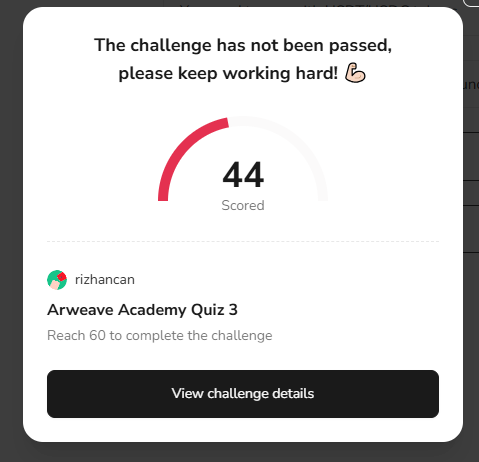 The challenge has not been passed,
please keep working hard! 💪
44
Scored
rizhancan
Arweave Academy Quiz 3
Reach 60 to complete the challenge
View challenge details